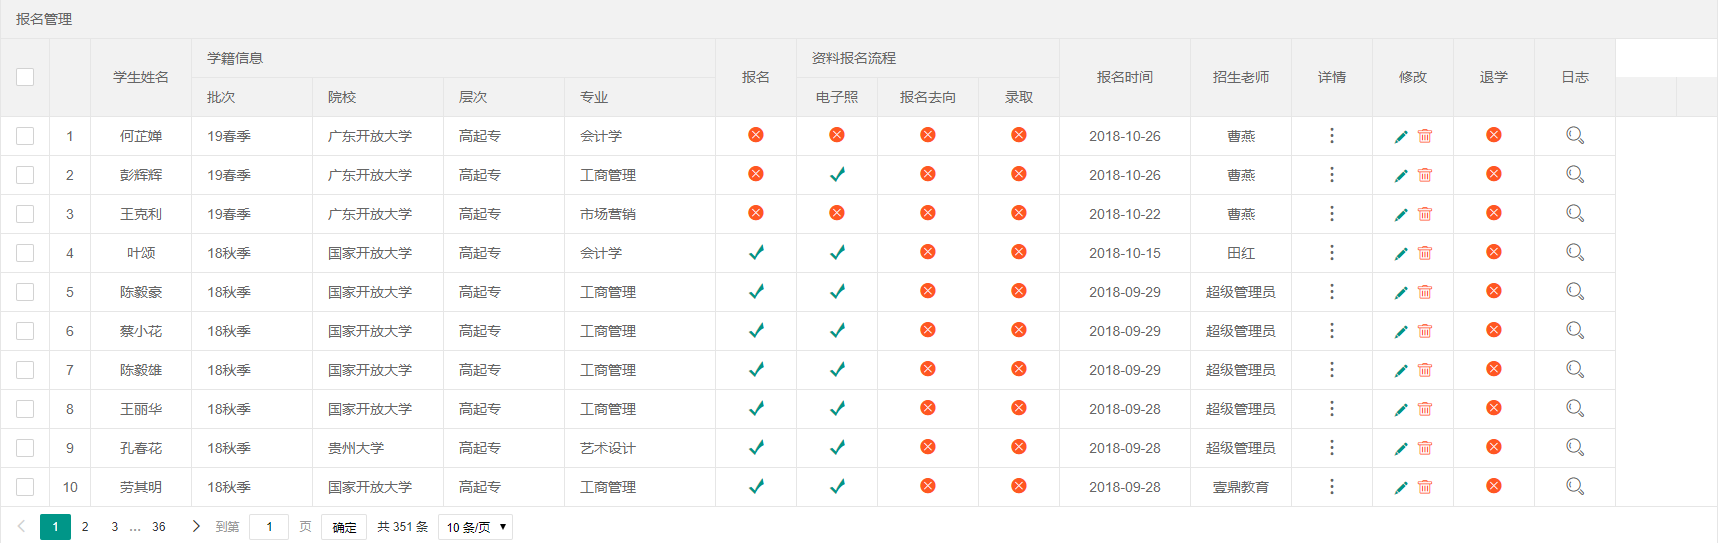 报名管理
学生姓名 学籍信息 报名 资料报名流程 报名时间 招生老师 详情 修改 退学 日志
批次 院校 层次 专业 电子照 报名去向 录取
1 何芷婵 19春季 广东开放大学 高起专 会计学 2018-10-26 曹燕
2 彭辉辉 19春季 广东开放大学 高起专 工商管理 2018-10-26 曹燕
3 王克利 19春季 广东开放大学 高起专 市场营销 2018-10-22 曹燕
4 叶颂 18秋季 国家开放大学 高起专 会计学 2018-10-15 田红
5 陈毅豪 18秋季 国家开放大学 高起专 工商管理 2018-09-29 超级管理员
6 蔡小花 18秋季 国家开放大学 高起专 工商管理 2018-09-29 超级管理员
7 陈毅雄 18秋季 国家开放大学 高起专 工商管理 2018-09-29 超级管理员
8 王丽华 18秋季 国家开放大学 高起专 工商管理 2018-09-28 超级管理员
9 孔春花 18秋季 贵州大学 高起专 艺术设计 2018-09-28 超级管理员
10 劳其明 18秋季 国家开放大学 高起专 工商管理 2018-09-28 壹鼎教育
1 2 3 … 36 到第 1 页 确定 共 351 条 10 条/页